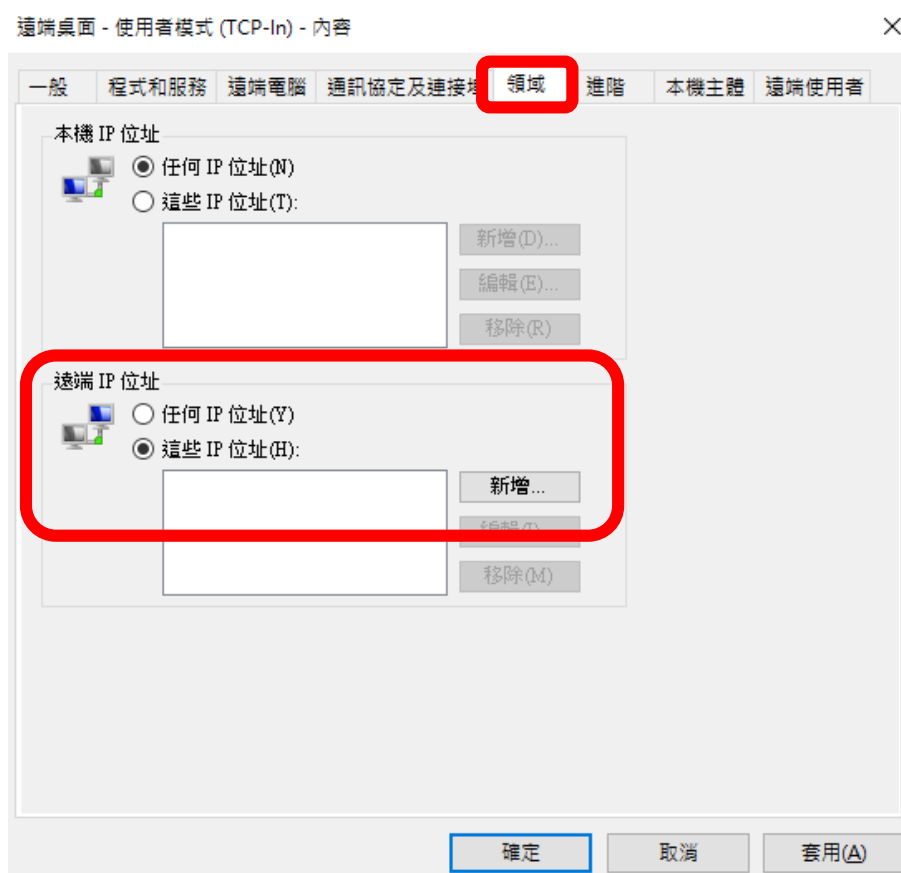 遠端桌面 - 使用者模式 (TCP-In) - 內容
一般 程式和服務 遠端電腦 通訊協定及連接埠 領域 進階 本機主體 遠端使用者
本機 IP 位址
任何 IP 位址(N)
這些 IP 位址(T):
新增(D)...
編輯(E)...
移除(R)
遠端 IP 位址
任何 IP 位址(Y)
這些 IP 位址(H):
新增...
編輯(I)...
移除(M)
確定 取消 套用(A)